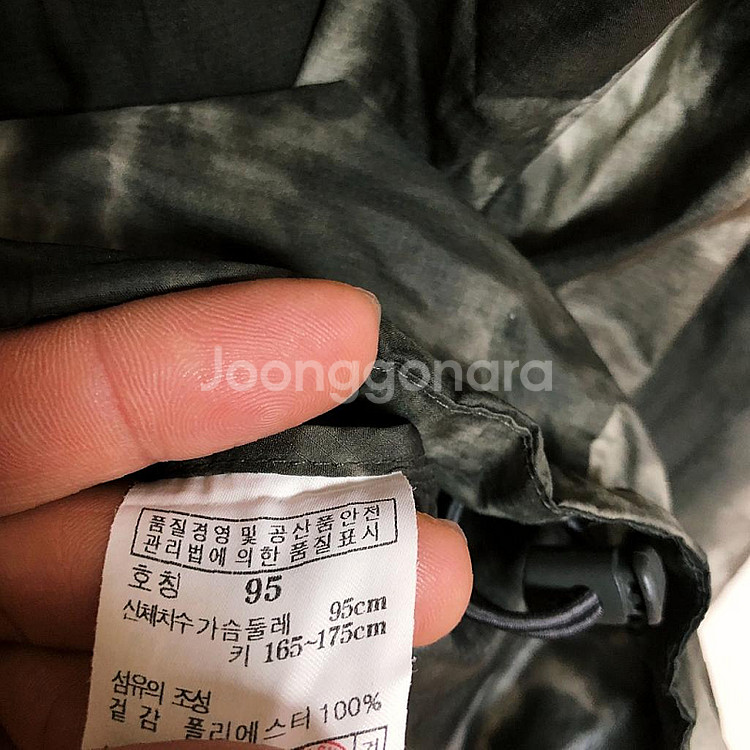 Joonggonara
품질경영및 공산품안전
관리법에의한 품질표시
호칭 95
신체치수 가슴둘레 95cm
키 165~175cm
섬유의 조성
겉감 폴리에스터 100%